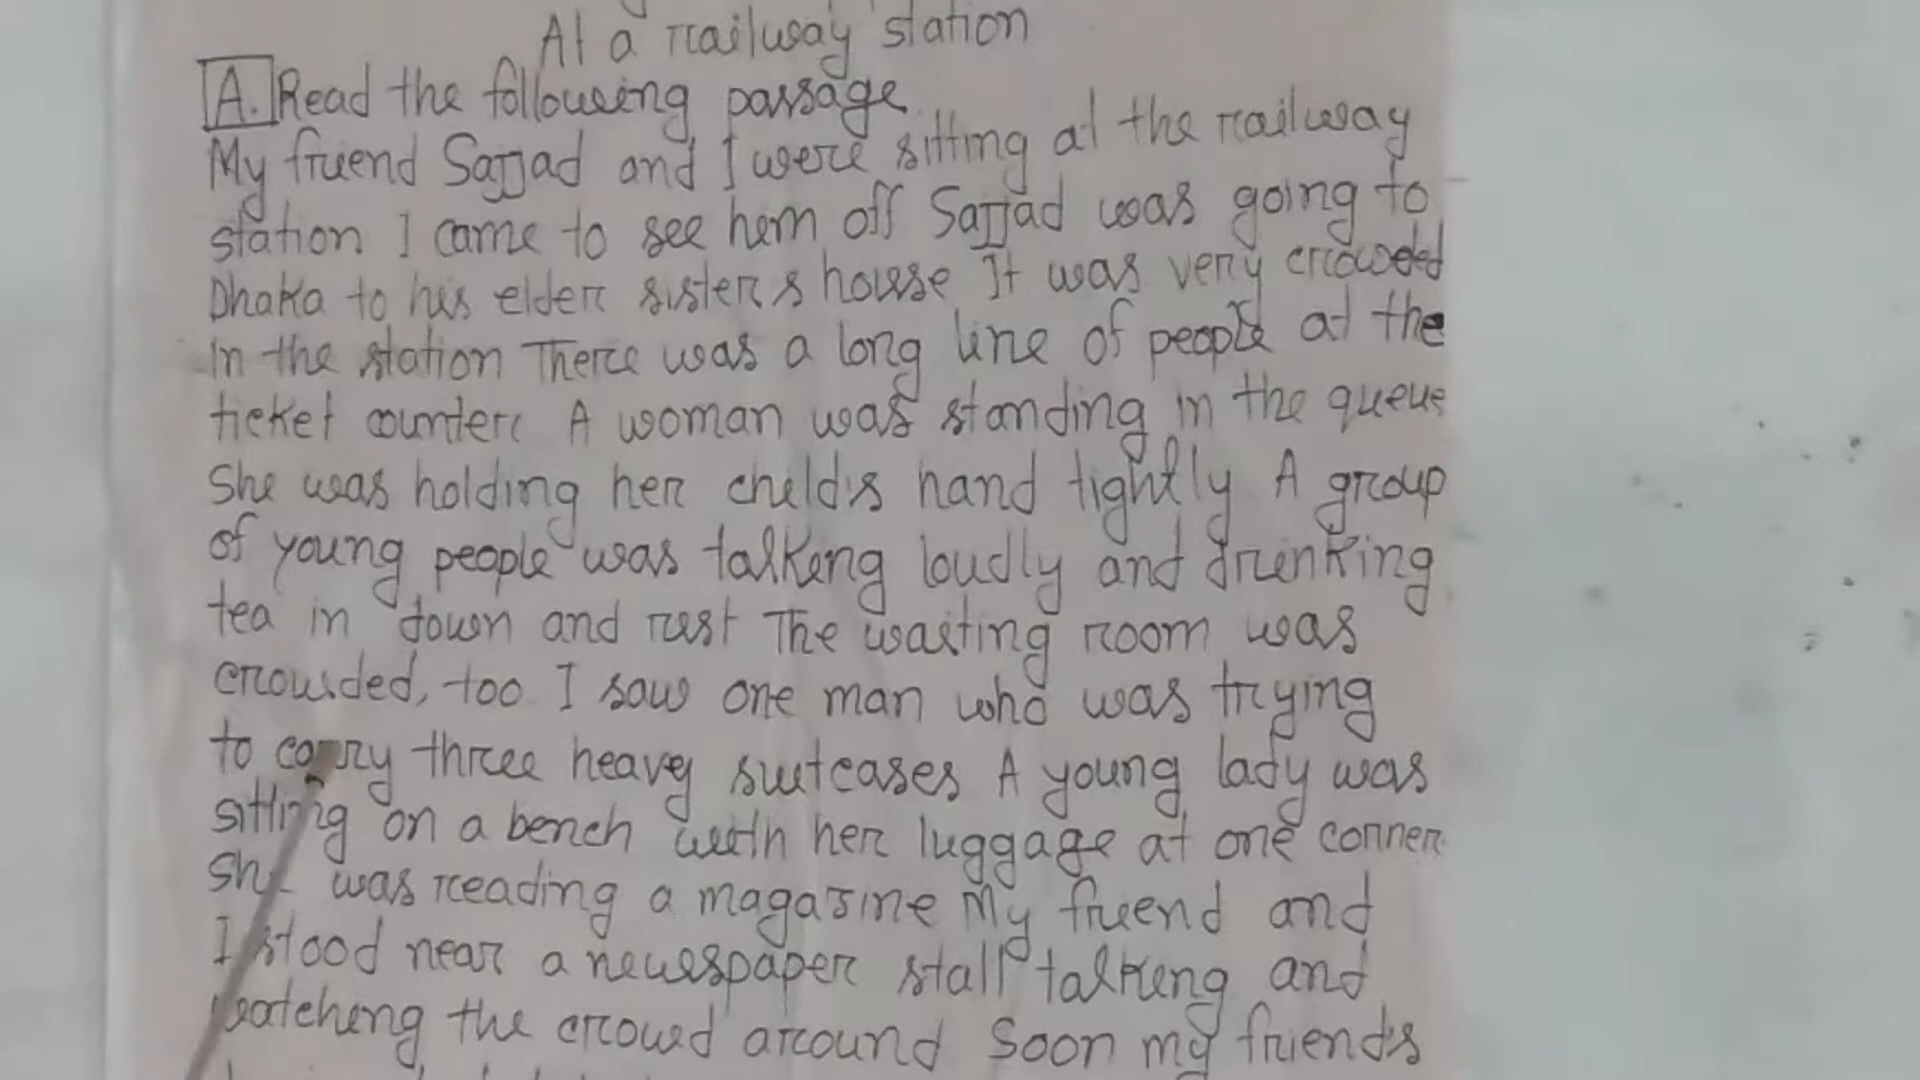 At a railway station
A. Read the following passage
My friend Sajjad and I were sitting at the railway
station I came to see him off Sajjad was going to
Dhaka to his elder sister s house It was very crowded
in the station There was a long line of people at the
ticket counter A woman was standing in the queue
She was holding her child's hand tightly A group
of young people was talking loudly and drinking
tea in down and rest The waiting room was
crowded, too I saw one man who was trying
to carry three heavy suitcases A young lady was
sitting on a bench with her luggage at one corner
She was reading a magazine My friend and
I stood near a newspaper stall talking and
watching the crowd around Soon my friend's